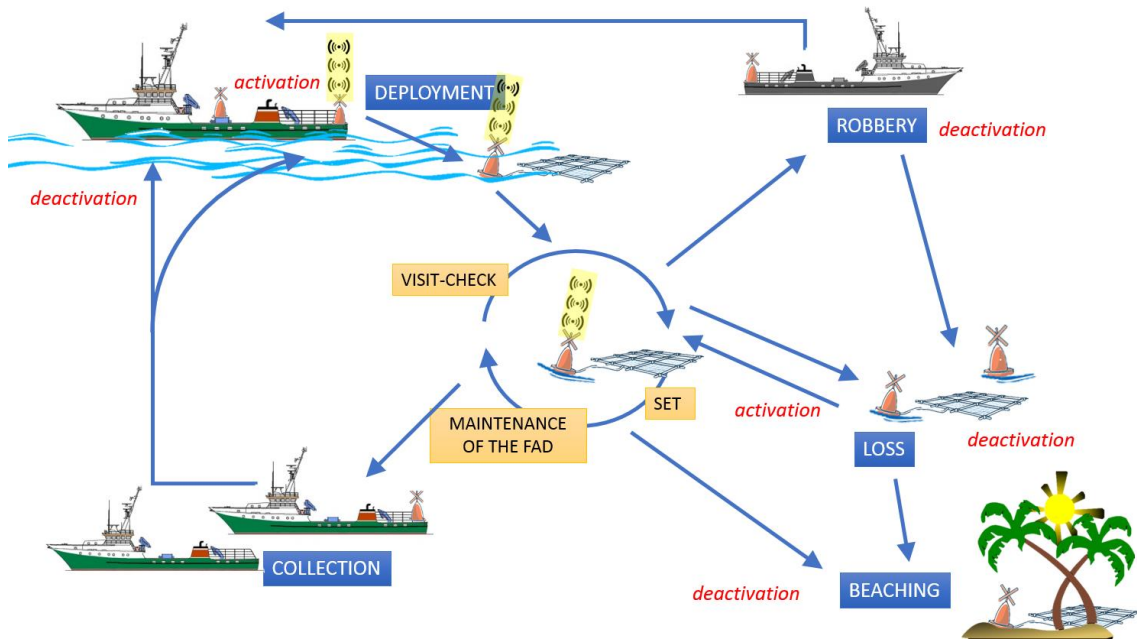 activation
DEPLOYMENT
ROBBERY
deactivation
deactivation
VISIT-CHECK
SET
MAINTENANCE
OF THE FAD
activation
LOSS
deactivation
COLLECTION
deactivation
BEACHING